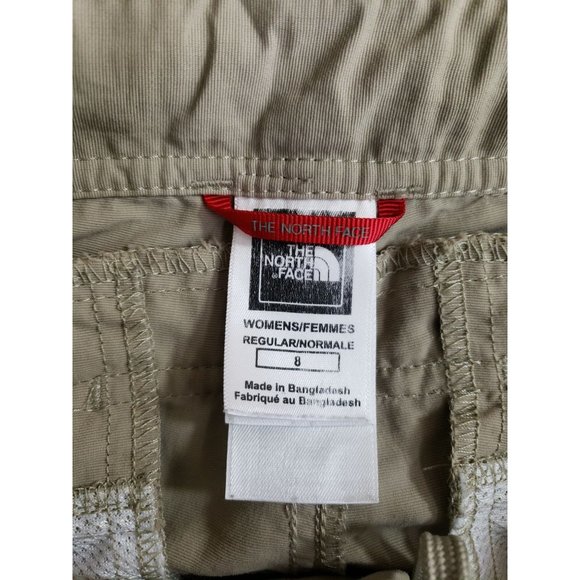 THE NORTH FACE
THE
NORTH
FACE
WOMENS/FEMMES
REGULAR/NORMALE
8
Made in Bangladesh
Fabriqué au Bangladesh